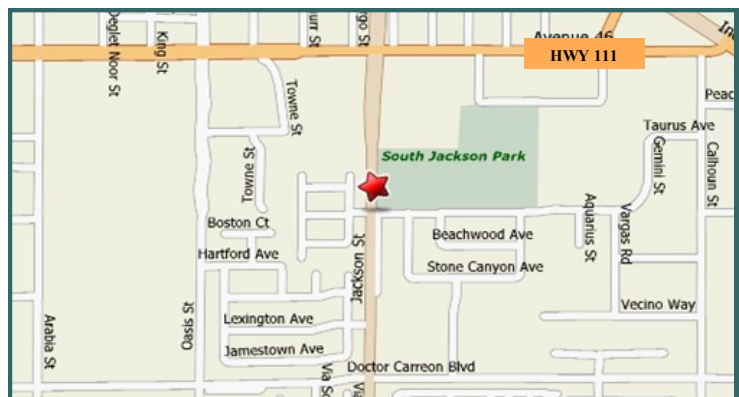 Deglet Noor St
King St
Avenue 46
HWY 111
Towne St
Peac
Taurus Ave
South Jackson Park
Gemini St
Calhoun St
Towne St
Boston Ct
Aquarius St
Vargas Rd
Beachwood Ave
Hartford Ave
Jackson St
Stone Canyon Ave
Oasis St
Arabia St
Lexington Ave
Vecino Way
Jamestown Ave
Doctor Carreon Blvd